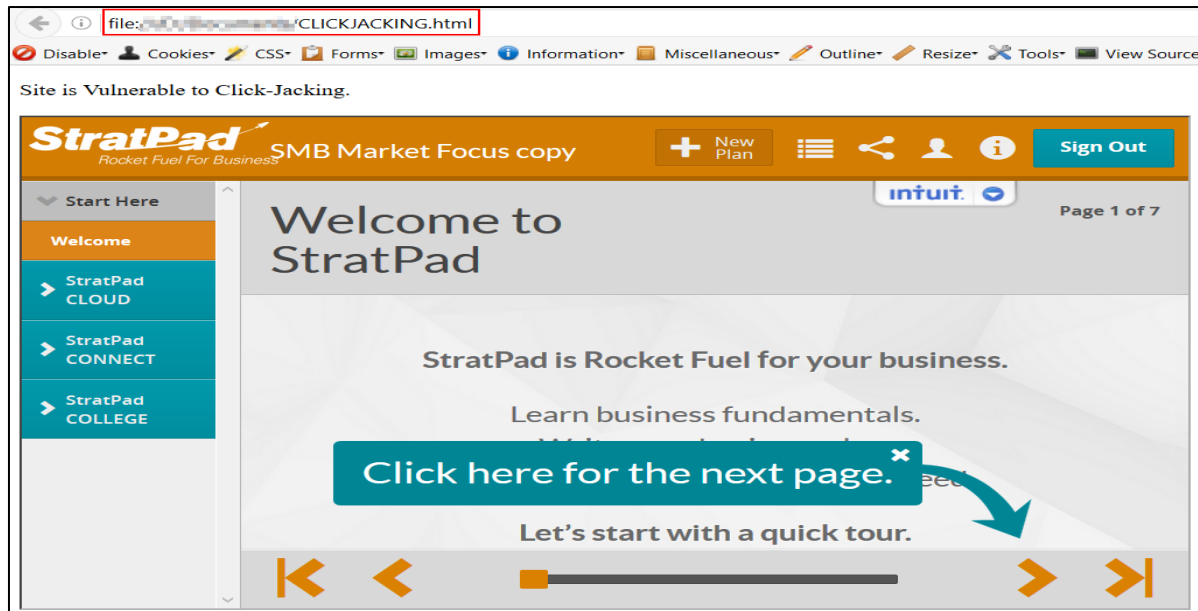 file:/CLICKJACKING.html
Disable Cookies CSS Forms Images Information Miscellaneous Outline Resize Tools View Source
Site is Vulnerable to Click-Jacking.
StratPad
Rocket Fuel For Business
SMB Market Focus copy
New
Plan
Sign Out
Start Here
Welcome
StratPad
CLOUD
StratPad
CONNECT
StratPad
COLLEGE
intuit.
Welcome to
StratPad
Page 1 of 7
StratPad is Rocket Fuel for your business.
Learn business fundamentals.
Click here for the next page.
Let's start with a quick tour.